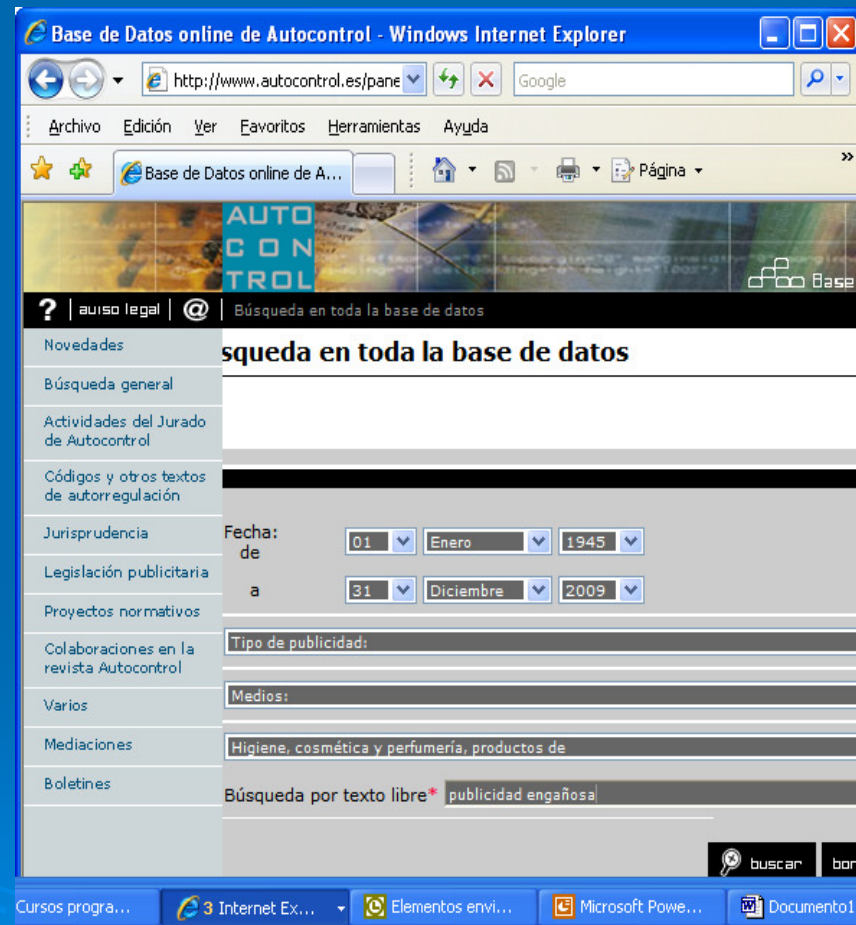 Base de Datos online de Autocontrol - Windows Internet Explorer
http://www.autocontrol.es/pane
Google
Archivo Edición Ver Favoritos Herramientas Ayuda
Base de Datos online de A...
Página
AUTO
CON
TROL
Base
? | aviso legal | @ | Búsqueda en toda la base de datos
Novedades
squeda en toda la base de datos
Búsqueda general
Actividades del Jurado
de Autocontrol
Códigos y otros textos
de autorregulación
Jurisprudencia
Legislación publicitaria
Proyectos normativos
Colaboraciones en la
revista Autocontrol
Varios
Mediaciones
Boletines
Fecha:
de 01 Enero 1945
a 31 Diciembre 2009
Tipo de publicidad:
Medios:
Higiene, cosmética y perfumería, productos de
Búsqueda por texto libre* publicidad engañosa
buscar bor
Cursos progra... 3 Internet Ex... Elementos envi... Microsoft Powe... Documento1